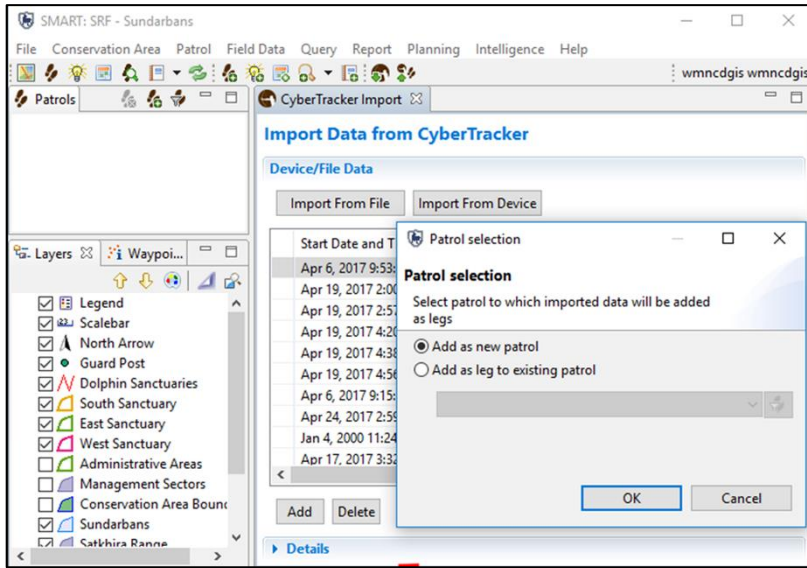 SMART: SRF - Sundarbans
File Conservation Area Patrol Field Data Query Report Planning Intelligence Help
wmncdgis wmncdgis
Patrols
CyberTracker Import
Import Data from CyberTracker
Device/File Data
Import From File Import From Device
Start Date and T
Apr 6, 2017 9:53:
Apr 19, 2017 2:00
Apr 19, 2017 2:57
Apr 19, 2017 4:20
Apr 19, 2017 4:38
Apr 19, 2017 4:56
Apr 6, 2017 9:15:
Apr 24, 2017 2:59
Jan 4, 2000 11:24
Apr 17, 2017 3:32
Add Delete
Details
Patrol selection
Patrol selection
Select patrol to which imported data will be added
as legs
Add as new patrol
Add as leg to existing patrol
OK Cancel
Layers Waypoi...
Legend
Scalebar
North Arrow
Guard Post
Dolphin Sanctuaries
South Sanctuary
East Sanctuary
West Sanctuary
Administrative Areas
Management Sectors
Conservation Area Boun
Sundarbans
Satkhira Range